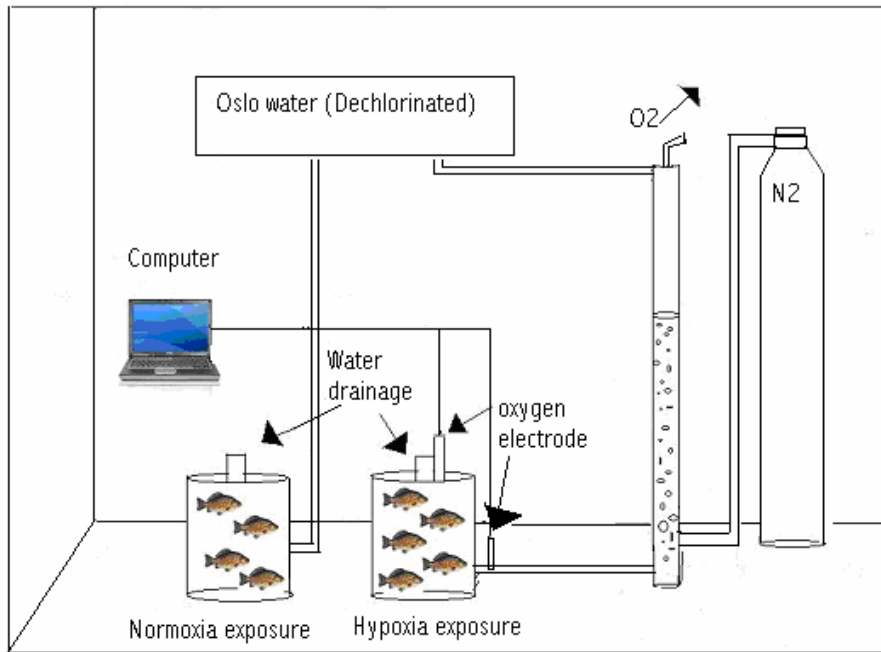 Oslo water (Dechlorinated)
O2
N2
Computer
Water
drainage
oxygen
electrode
Normoxia exposure
Hypoxia exposure